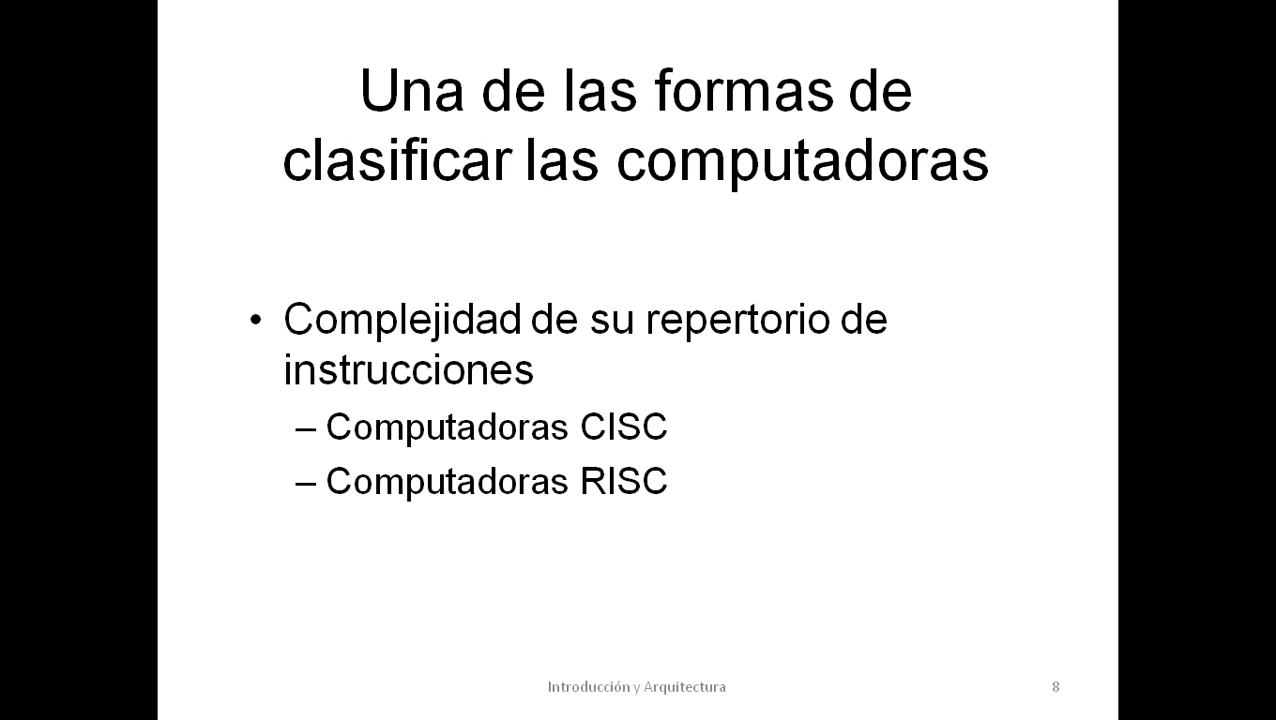 Una de las formas de
clasificar las computadoras
• Complejidad de su repertorio de
instrucciones
– Computadoras CISC
– Computadoras RISC
Introducción y Arquitectura
8